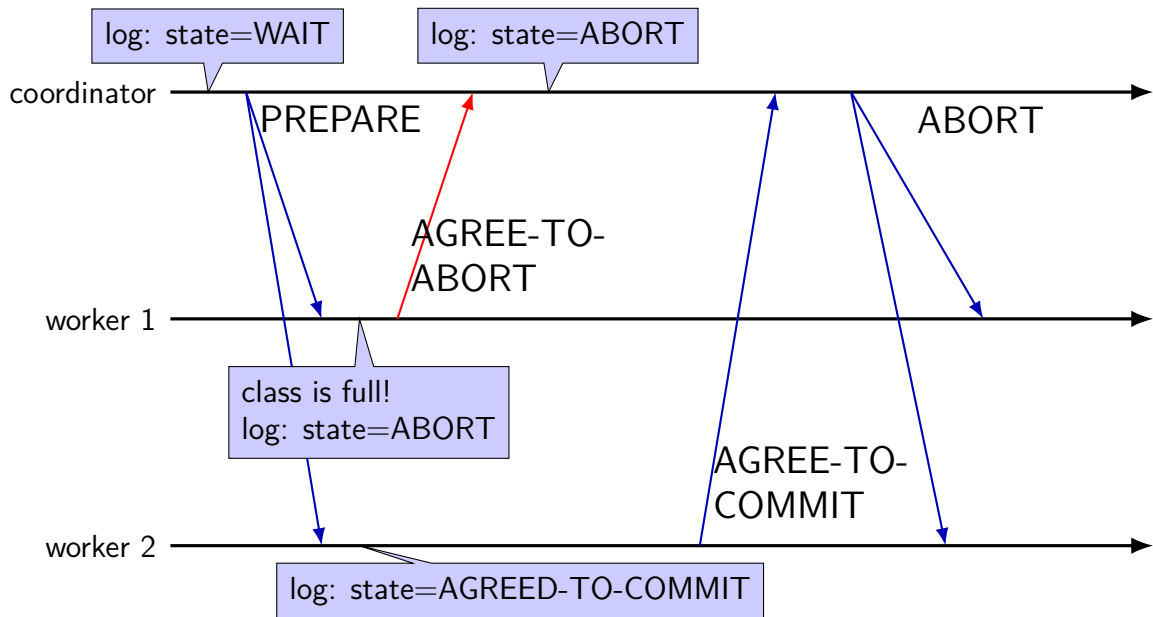 log: state=WAIT
log: state=ABORT
coordinator
PREPARE
ABORT
AGREE-TO-
ABORT
worker 1
class is full!
log: state=ABORT
AGREE-TO-
COMMIT
worker 2
log: state=AGREED-TO-COMMIT